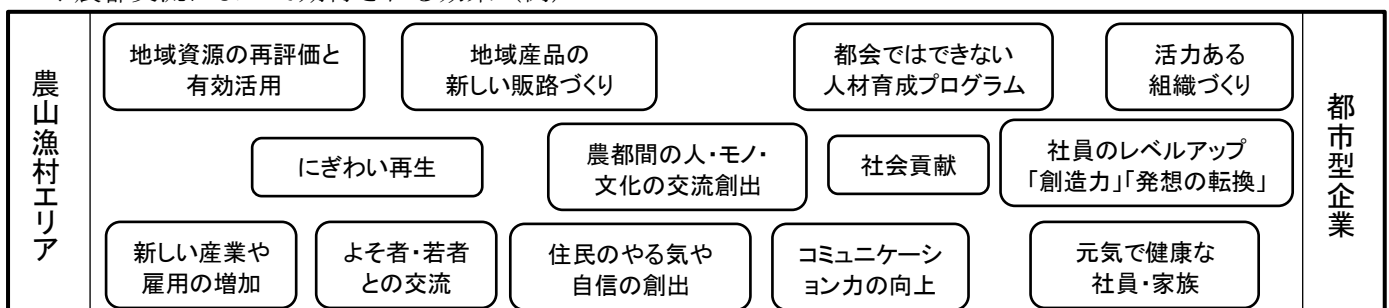 農山漁村エリア
地域資源の再評価と
有効活用
地域産品の
新しい販路づくり
都会ではできない
人材育成プログラム
活力ある
組織づくり
にぎわい再生
農都間の人・モノ・
文化の交流創出
社会貢献
社員のレベルアップ
「創造力」「発想の転換」
新しい産業や
雇用の増加
よそ者・若者
との交流
住民のやる気や
自信の創出
コミュニケーシ
ョン力の向上
元気で健康な
社員・家族
都市型企業